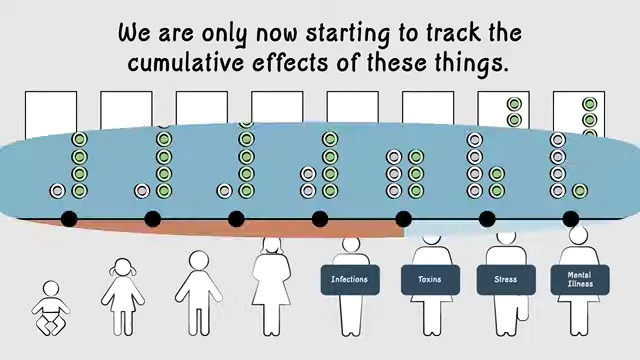 We are only now starting to track the
cumulative effects of these things.
Infections
Toxins
Stress
Mental
Illness